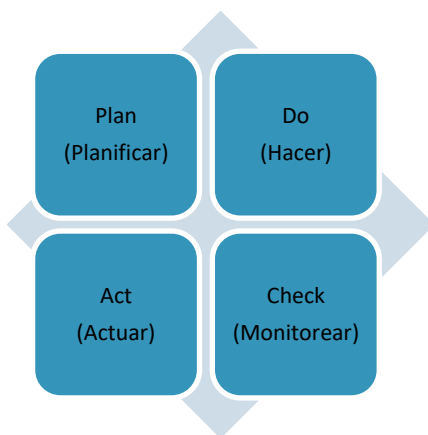 Plan
(Planificar)
Do
(Hacer)
Act
(Actuar)
Check
(Monitorear)